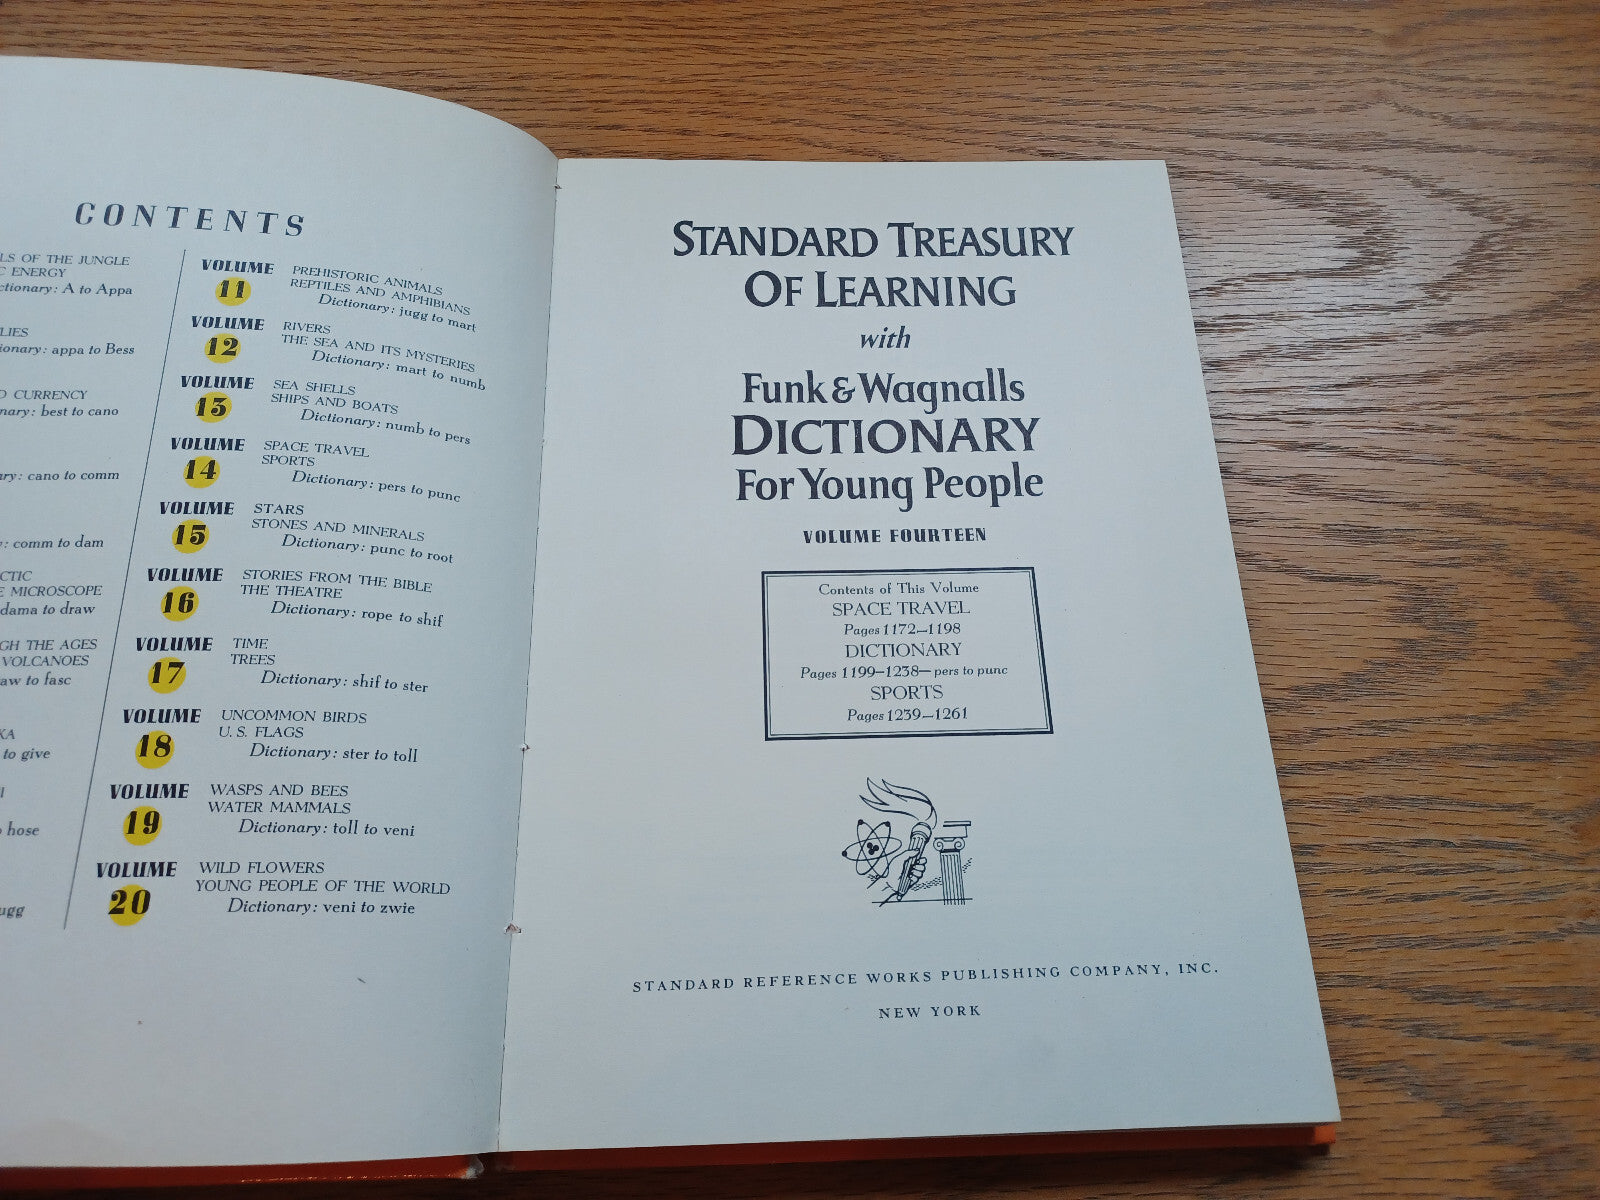 CONTENTS
LS OF THE JUNGLE
C ENERGY
ctionary: A to Appa
LIES
ionary: appa to Bess
D CURRENCY
nary: best to cano
ry: cano to comm
: comm to dam
CTIC
E MICROSCOPE
dama to draw
GH THE AGES
VOLCANOES
aw to fasc
KA
to give
hose
ugg
VOLUME 11
PREHISTORIC ANIMALS
REPTILES AND AMPHIBIANS
Dictionary: jugg to mart
VOLUME 12
RIVERS
THE SEA AND ITS MYSTERIES
Dictionary: mart to numb
VOLUME 13
SEA SHELLS
SHIPS AND BOATS
Dictionary: numb to pers
VOLUME 14
SPACE TRAVEL
SPORTS
Dictionary: pers to punc
VOLUME 15
STARS
STONES AND MINERALS
Dictionary: punc to root
VOLUME 16
STORIES FROM THE BIBLE
THE THEATRE
Dictionary: rope to shif
VOLUME 17
TIME
TREES
Dictionary: shif to ster
VOLUME 18
UNCOMMON BIRDS
U. S. FLAGS
Dictionary: ster to toll
VOLUME 19
WASPS AND BEES
WATER MAMMALS
Dictionary: toll to veni
VOLUME 20
WILD FLOWERS
YOUNG PEOPLE OF THE WORLD
Dictionary: veni to zwie
STANDARD TREASURY
OF LEARNING
with
Funk & Wagnalls
DICTIONARY
For Young People
VOLUME FOURTEEN
Contents of This Volume
SPACE TRAVEL
Pages 1172–1198
DICTIONARY
Pages 1199–1238— pers to punc
SPORTS
Pages 1239–1261
STANDARD REFERENCE WORKS PUBLISHING COMPANY, INC.
NEW YORK